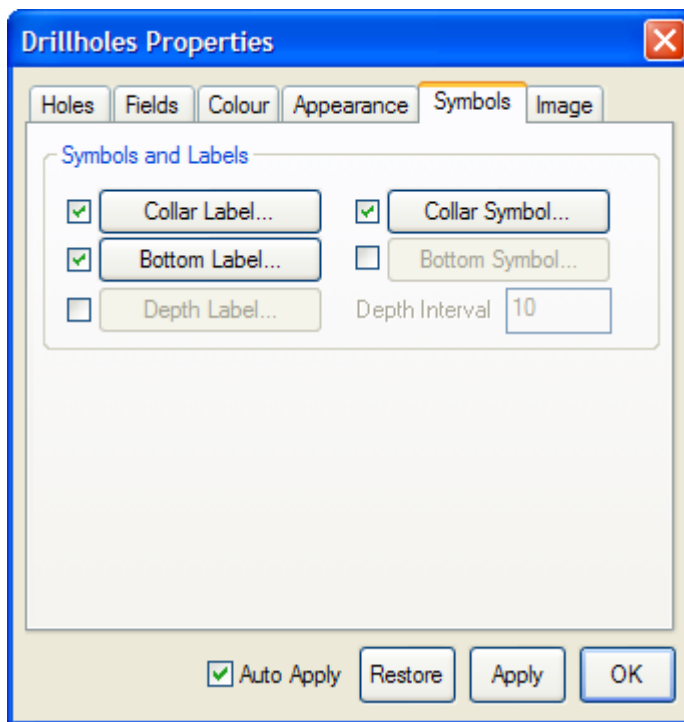 Drillholes Properties
Holes Fields Colour Appearance Symbols Image
Symbols and Labels
Collar Label... Collar Symbol...
Bottom Label... Bottom Symbol...
Depth Label... Depth Interval 10
Auto Apply Restore Apply OK